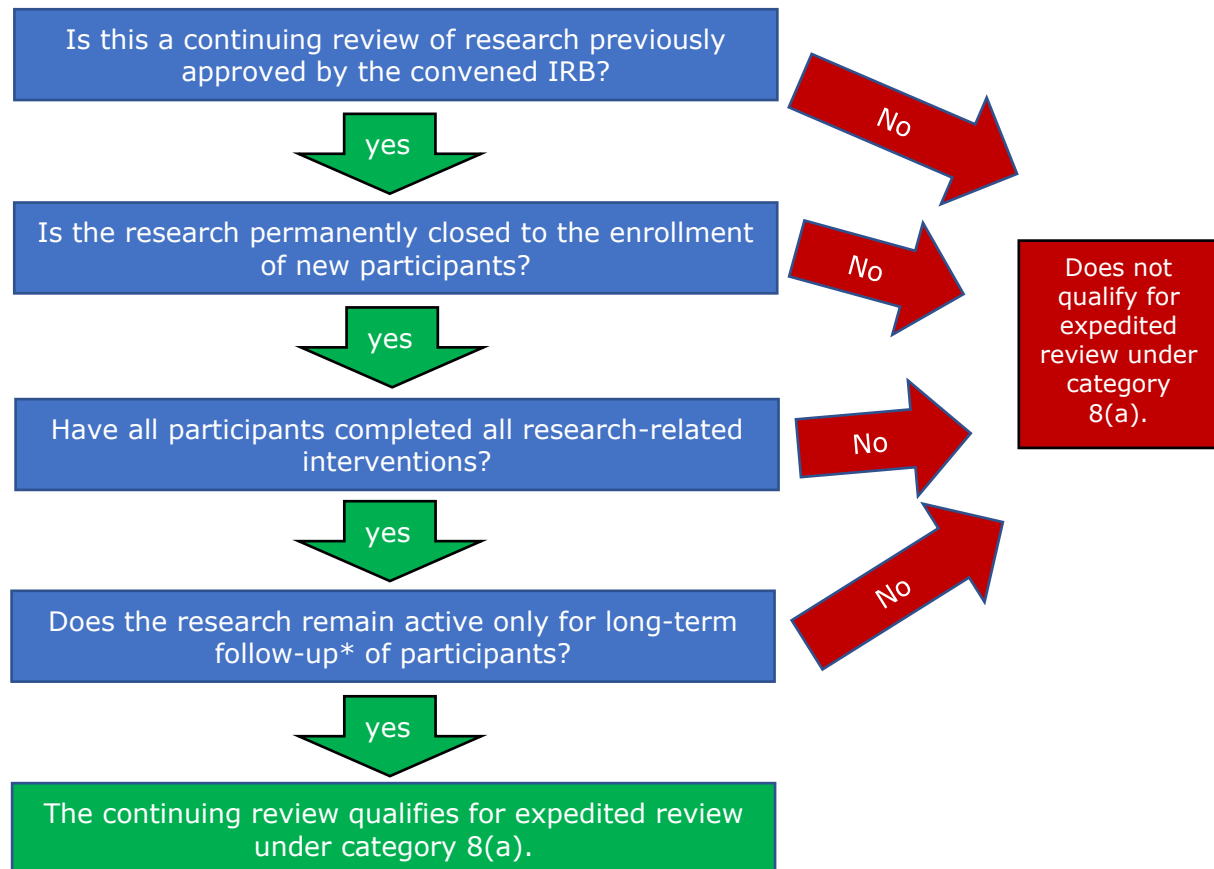 Is this a continuing review of research previously
approved by the convened IRB?
No
yes
Is the research permanently closed to the enrollment
of new participants?
No
Does not
qualify for
expedited
review under
category
8(a).
yes
Have all participants completed all research-related
interventions?
No
yes
Does the research remain active only for long-term
follow-up* of participants?
No
yes
The continuing review qualifies for expedited review
under category 8(a).